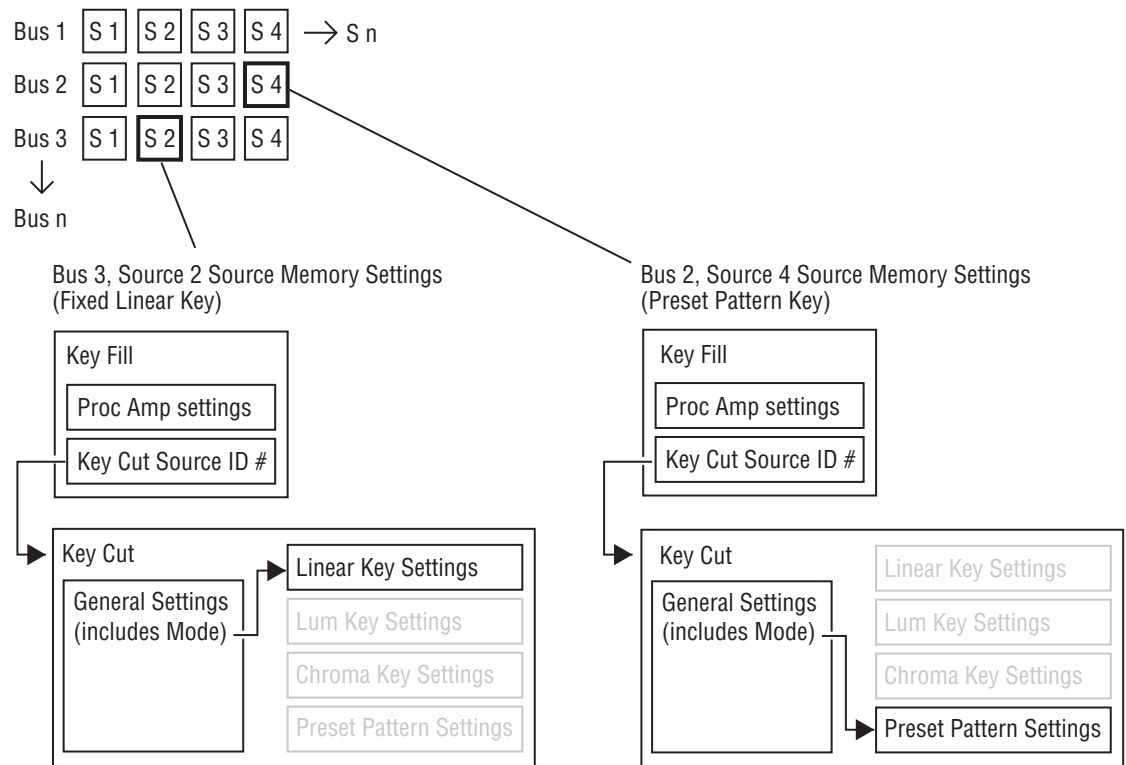 Bus 1 S 1 S 2 S 3 S 4 S n
Bus 2 S 1 S 2 S 3 S 4
Bus 3 S 1 S 2 S 3 S 4
Bus n
Bus 3, Source 2 Source Memory Settings
(Fixed Linear Key)
Key Fill
Proc Amp settings
Key Cut Source ID #
Key Cut
General Settings
(includes Mode)
Linear Key Settings
Lum Key Settings
Chroma Key Settings
Preset Pattern Settings
Bus 2, Source 4 Source Memory Settings
(Preset Pattern Key)
Key Fill
Proc Amp settings
Key Cut Source ID #
Key Cut
General Settings
(includes Mode)
Linear Key Settings
Lum Key Settings
Chroma Key Settings
Preset Pattern Settings